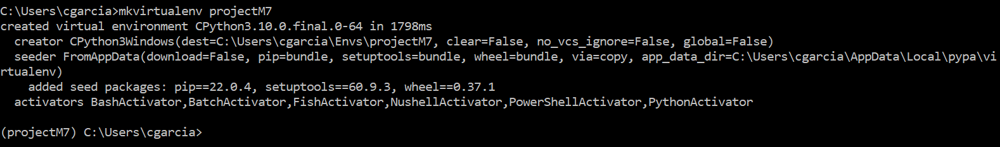 C:\Users\cgarcia>mkvirtualenv projectM7
created virtual environment CPython3.10.0.final.0-64 in 1798ms
  creator CPython3Windows(dest=C:\Users\cgarcia\Envs\projectM7, clear=False, no_vcs_ignore=False, global=False)
  seeder FromAppData(download=False, pip=bundle, setuptools=bundle, wheel=bundle, via=copy, app_data_dir=C:\Users\cgarcia\AppData\Local\pypa\vi
rtualenv)
    added seed packages: pip==22.0.4, setuptools==60.9.3, wheel==0.37.1
  activators BashActivator,BatchActivator,FishActivator,NushellActivator,PowerShellActivator,PythonActivator
(projectM7) C:\Users\cgarcia>